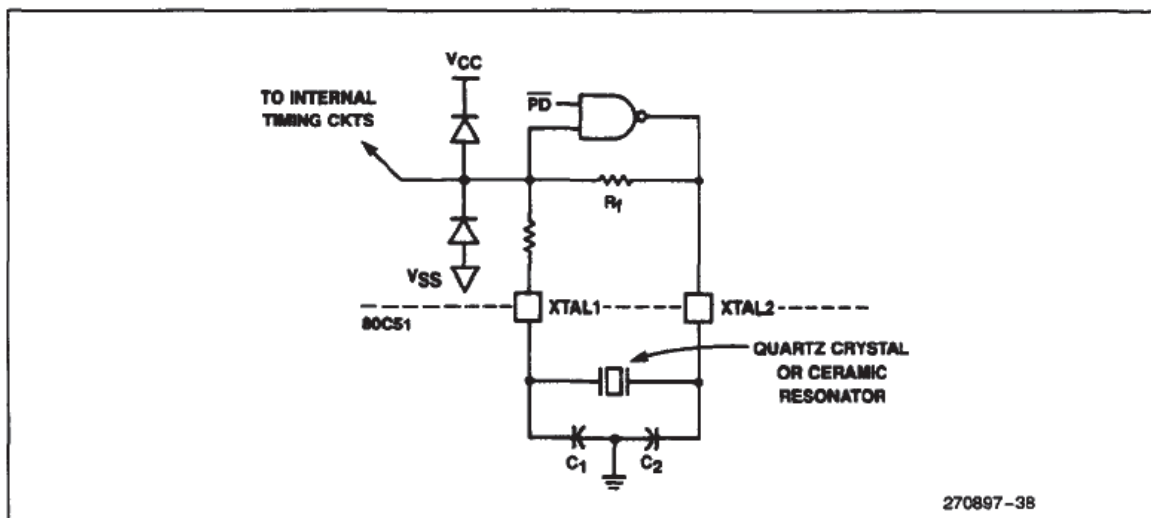 VCC
TO INTERNAL
TIMING CKTS
PD
Rf
VSS
XTAL1
XTAL2
80C51
QUARTZ CRYSTAL
OR CERAMIC
RESONATOR
C1
C2
270897-38